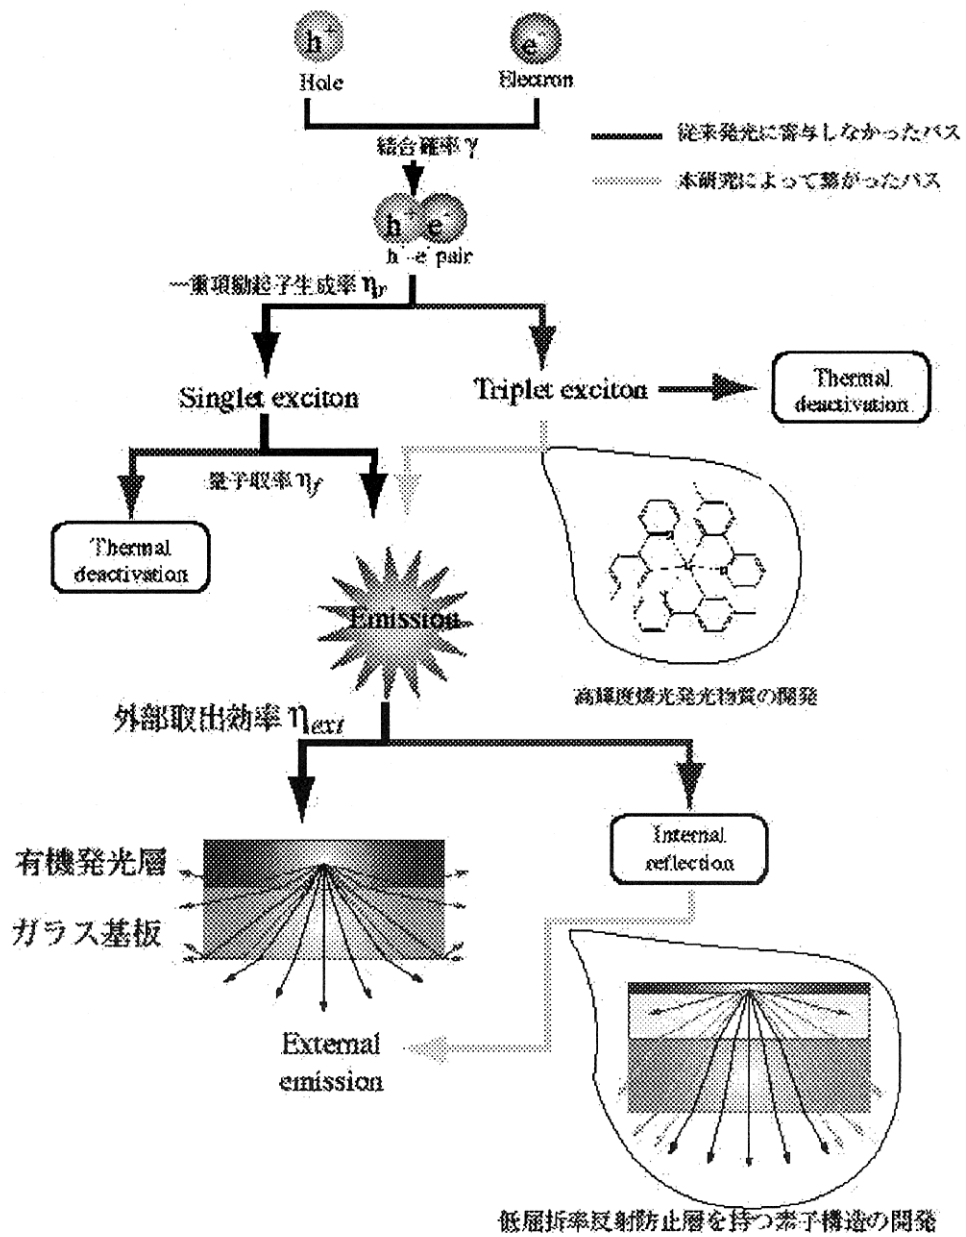 h+
e-
Hole
Electron
従来発光に寄与しなかったパス
結合確率 γ
本研究によって繋がったパス
h+ e-
h+-e- pair
一重項励起子生成率 ηr
Singlet exciton
Triplet exciton
Thermal
deactivation
量子収率 ηf
Thermal
deactivation
Emission
高輝度燐光発光物質の開発
外部取出効率 ηext
Internal
reflection
有機発光層
ガラス基板
External
emission
低屈折率反射防止層を持つ素子構造の開発